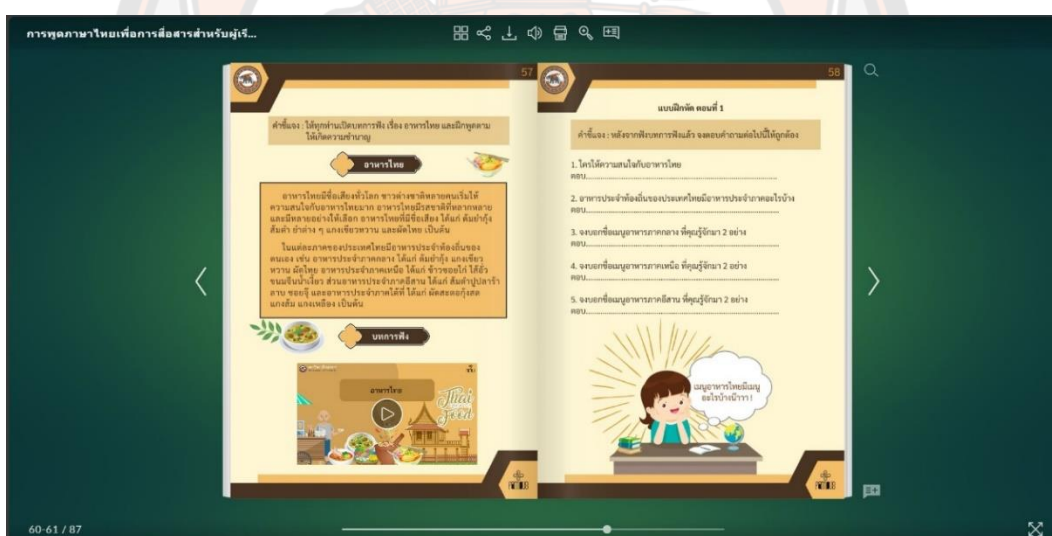 การพูดภาษาไทยเพื่อการสื่อสารสำหรับผู้เรี...
57
คำชี้แจง : ให้ทุกท่านเปิดบทการฟัง เรื่อง อาหารไทย และฝึกพูดตาม
ให้เกิดความชำนาญ
อาหารไทย
อาหารไทยมีชื่อเสียงทั่วโลก ชาวต่างชาติหลายคนเริ่มให้
ความสนใจกับอาหารไทยมาก อาหารไทยมีรสชาติที่หลากหลาย
และมีหลายอย่างให้เลือก อาหารไทยที่มีชื่อเสียง ได้แก่ ต้มยำกุ้ง
ส้มตำ ยำต่าง ๆ แกงเขียวหวาน และผัดไทย เป็นต้น
ในแต่ละภาคของประเทศไทยมีอาหารประจำท้องถิ่นของ
ตนเอง เช่น อาหารประจำภาคกลาง ได้แก่ ต้มยำกุ้ง แกงเขียว
หวาน ผัดไทย อาหารประจำภาคเหนือ ได้แก่ ข้าวซอยไก่ ไส้อั่ว
ขนมจีนน้ำเงี้ยว ส่วนอาหารประจำภาคอีสาน ได้แก่ ส้มตำปูปลาร้า
ลาบ ซอยจุ๊ และอาหารประจำภาคใต้ที่ ได้แก่ ผัดสะตอกุ้งสด
แกงส้ม แกงเหลือง เป็นต้น
บทการฟัง
อาหารไทย
Thai
Food
58
แบบฝึกหัด ตอนที่ 1
คำชี้แจง : หลังจากฟังบทการฟังแล้ว จงตอบคำถามต่อไปนี้ให้ถูกต้อง
1. ใครให้ความสนใจกับอาหารไทย
ตอบ...........................................................................
2. อาหารประจำท้องถิ่นของประเทศไทยมีอาหารประจำภาคอะไรบ้าง
ตอบ...........................................................................
3. จงบอกชื่อเมนูอาหารภาคกลาง ที่คุณรู้จักมา 2 อย่าง
ตอบ...........................................................................
4. จงบอกชื่อเมนูอาหารภาคเหนือ ที่คุณรู้จักมา 2 อย่าง
ตอบ...........................................................................
5. จงบอกชื่อเมนูอาหารภาคอีสาน ที่คุณรู้จักมา 2 อย่าง
ตอบ...........................................................................
เมนูอาหารไทยมีเมนู
อะไรบ้างน๊าาา !
60-61 / 87